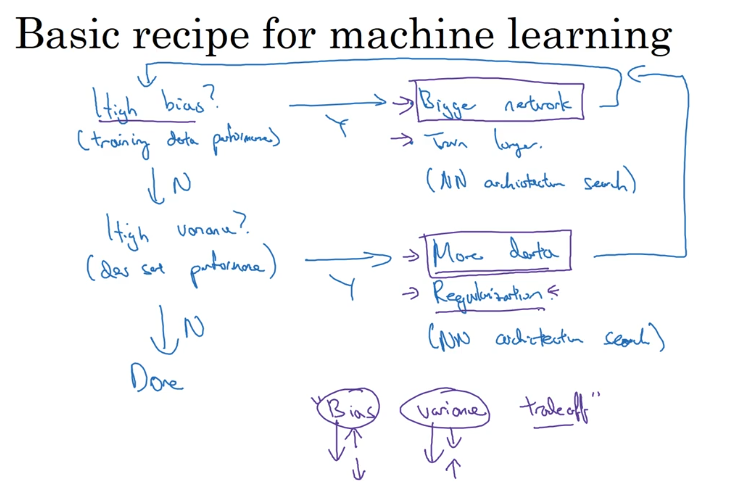 Basic recipe for machine learning
High bias?
(training data performance)
Y
Bigger network
Train longer.
(NN architecture search)
N
High variance?
(dev set performance)
Y
More data
Regularization
(NN architecture search)
N
Done
"Bias variance tradeoff"